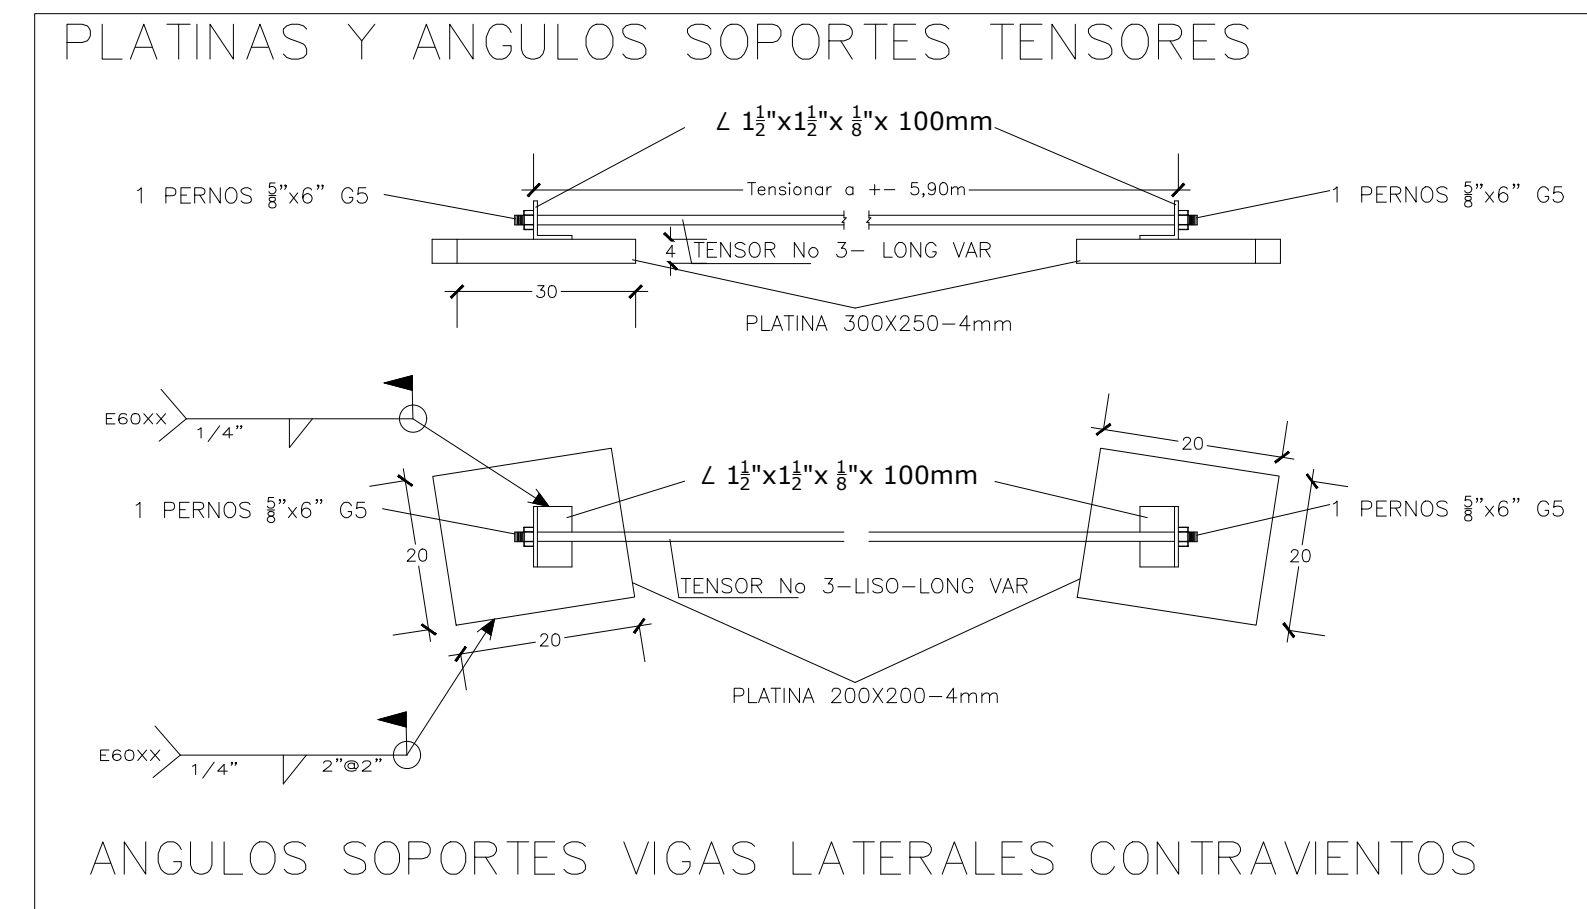 PLATINAS Y ANGULOS SOPORTES TENSORES
∠ 1½"x1½"x ⅛"x 100mm
1 PERNOS ⅝"x6" G5
Tensionar a +- 5,90m
1 PERNOS ⅝"x6" G5
4
TENSOR No 3- LONG VAR
30
PLATINA 300X250-4mm
E60XX
1/4"
20
∠ 1½"x1½"x ⅛"x 100mm
1 PERNOS ⅝"x6" G5
1 PERNOS ⅝"x6" G5
20
20
TENSOR No 3-LISO-LONG VAR
20
PLATINA 200X200-4mm
E60XX
1/4"
2"@2"
ANGULOS SOPORTES VIGAS LATERALES CONTRAVIENTOS